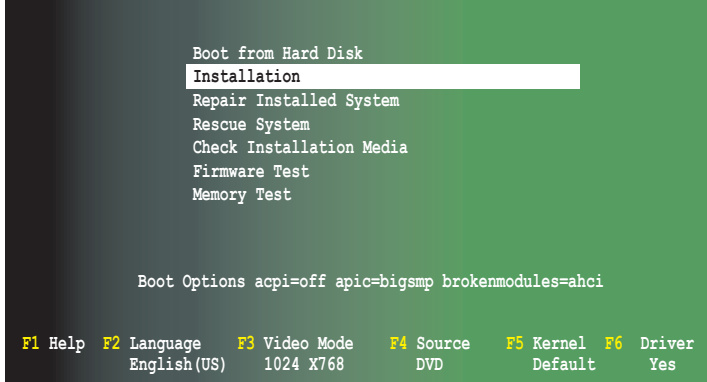 Boot from Hard Disk
Installation
Repair Installed System
Rescue System
Check Installation Media
Firmware Test
Memory Test
Boot Options acpi=off apic=bigsmp brokenmodules=ahci
F1 Help F2 Language F3 Video Mode F4 Source F5 Kernel F6 Driver
English(US) 1024 X768 DVD Default Yes